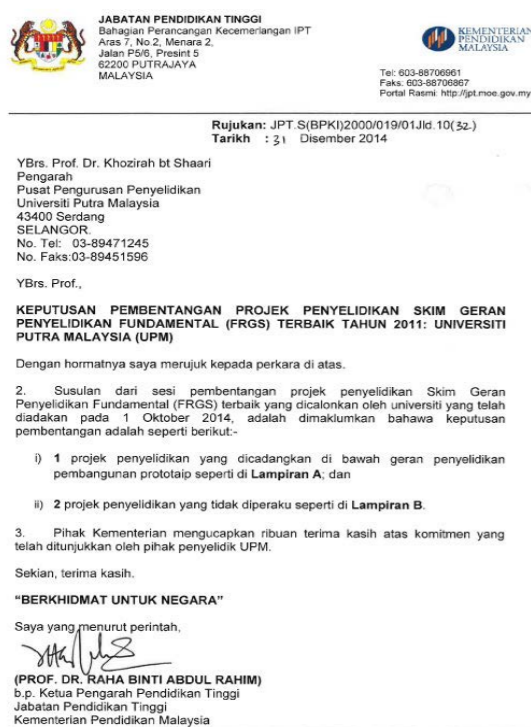 JABATAN PENDIDIKAN TINGGI
Bahagian Perancangan Kecemerlangan IPT
Aras 7, No.2, Menara 2,
Jalan P5/6, Presint 5
62200 PUTRAJAYA
MALAYSIA
KEMENTERIAN
PENDIDIKAN
MALAYSIA
Tel: 603-88706961
Faks: 603-88706867
Portal Rasmi: http://jpt.moe.gov.my
Rujukan: JPT.S(BPKI)2000/019/01Jld.10(32)
Tarikh : 31 Disember 2014
YBrs. Prof. Dr. Khozirah bt Shaari
Pengarah
Pusat Pengurusan Penyelidikan
Universiti Putra Malaysia
43400 Serdang
SELANGOR.
No. Tel: 03-89471245
No. Faks:03-89451596
YBrs. Prof.,
KEPUTUSAN PEMBENTANGAN PROJEK PENYELIDIKAN SKIM GERAN
PENYELIDIKAN FUNDAMENTAL (FRGS) TERBAIK TAHUN 2011: UNIVERSITI
PUTRA MALAYSIA (UPM)
Dengan hormatnya saya merujuk kepada perkara di atas.
2. Susulan dari sesi pembentangan projek penyelidikan Skim Geran
Penyelidikan Fundamental (FRGS) terbaik yang dicalonkan oleh universiti yang telah
diadakan pada 1 Oktober 2014, adalah dimaklumkan bahawa keputusan
pembentangan adalah seperti berikut:-
i) 1 projek penyelidikan yang dicadangkan di bawah geran penyelidikan
pembangunan prototaip seperti di Lampiran A; dan
ii) 2 projek penyelidikan yang tidak diperaku seperti di Lampiran B.
3. Pihak Kementerian mengucapkan ribuan terima kasih atas komitmen yang
telah ditunjukkan oleh pihak penyelidik UPM.
Sekian, terima kasih.
"BERKHIDMAT UNTUK NEGARA"
Saya yang menurut perintah,
(PROF. DR. RAHA BINTI ABDUL RAHIM)
b.p. Ketua Pengarah Pendidikan Tinggi
Jabatan Pendidikan Tinggi
Kementerian Pendidikan Malaysia